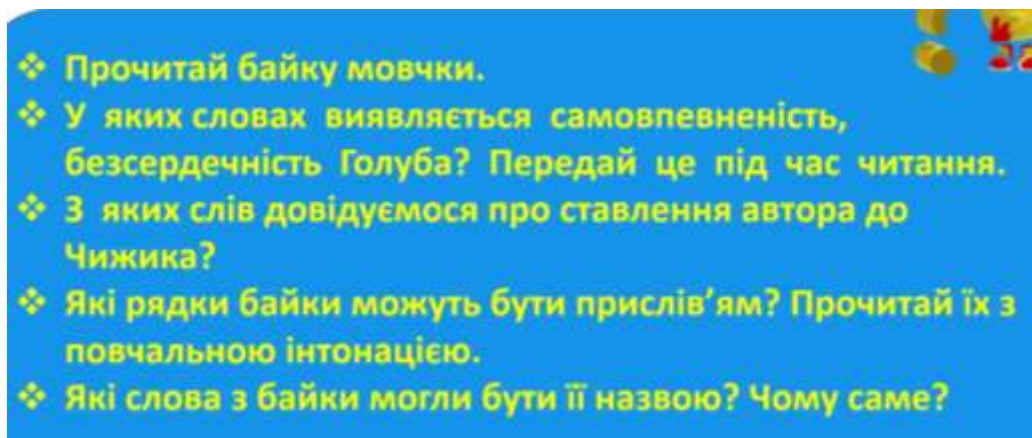 ❖ Прочитай байку мовчки.
❖ У яких словах виявляється самовпевненість,
безсердечність Голуба? Передай це під час читання.
❖ З яких слів довідуємося про ставлення автора до
Чижика?
❖ Які рядки байки можуть бути прислів’ям? Прочитай їх з
повчальною інтонацією.
❖ Які слова з байки могли бути її назвою? Чому саме?